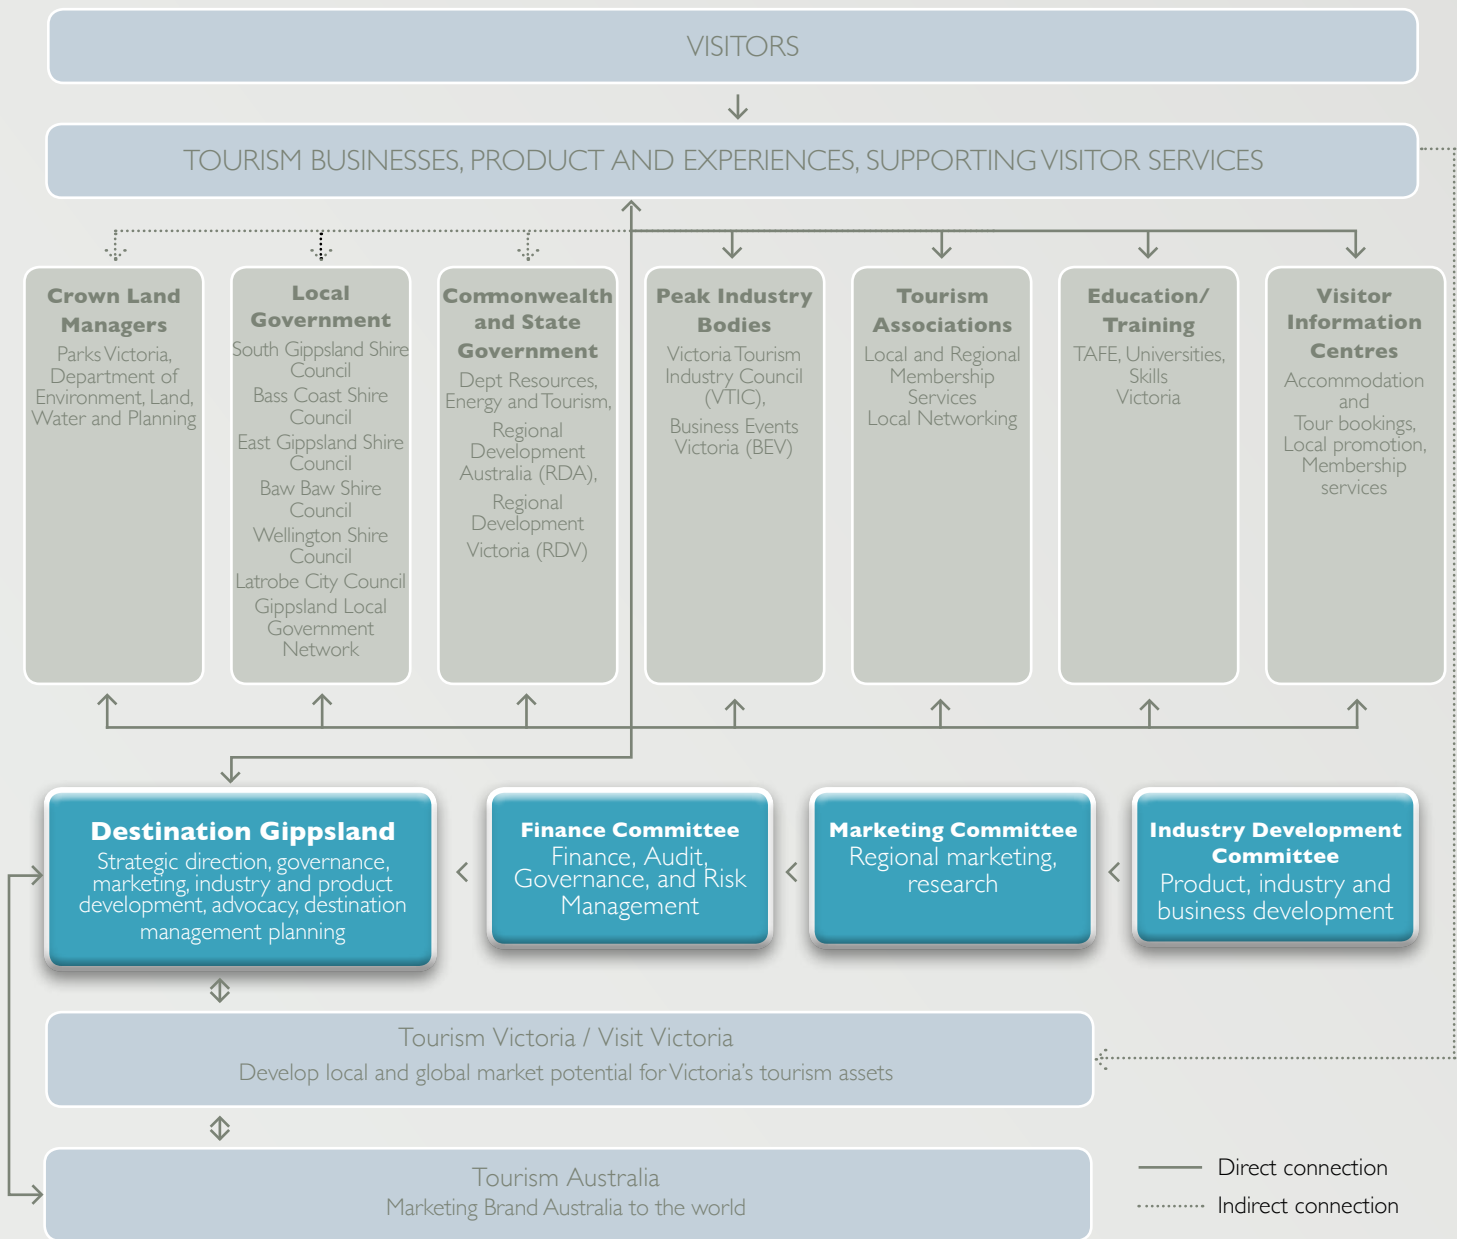 VISITORS
TOURISM BUSINESSES, PRODUCT AND EXPERIENCES, SUPPORTING VISITOR SERVICES
Crown Land
Managers
Parks Victoria,
Department of
Environment, Land,
Water and Planning
Local
Government
South Gippsland Shire
Council
Bass Coast Shire
Council
East Gippsland Shire
Council
Baw Baw Shire
Council
Wellington Shire
Council
Latrobe City Council
Gippsland Local
Government
Network
Commonwealth
and State
Government
Dept Resources,
Energy and Tourism,
Regional
Development
Australia (RDA),
Regional
Development
Victoria (RDV)
Peak Industry
Bodies
Victoria Tourism
Industry Council
(VTIC),
Business Events
Victoria (BEV)
Tourism
Associations
Local and Regional
Membership
Services
Local Networking
Education/
Training
TAFE, Universities,
Skills
Victoria
Visitor
Information
Centres
Accommodation
and
Tour bookings,
Local promotion,
Membership
services
Destination Gippsland
Strategic direction, governance,
marketing, industry and product
development, advocacy, destination
management planning
Finance Committee
Finance, Audit,
Governance, and Risk
Management
Marketing Committee
Regional marketing,
research
Industry Development
Committee
Product, industry and
business development
Tourism Victoria / Visit Victoria
Develop local and global market potential for Victoria's tourism assets
Tourism Australia
Marketing Brand Australia to the world
Direct connection
Indirect connection